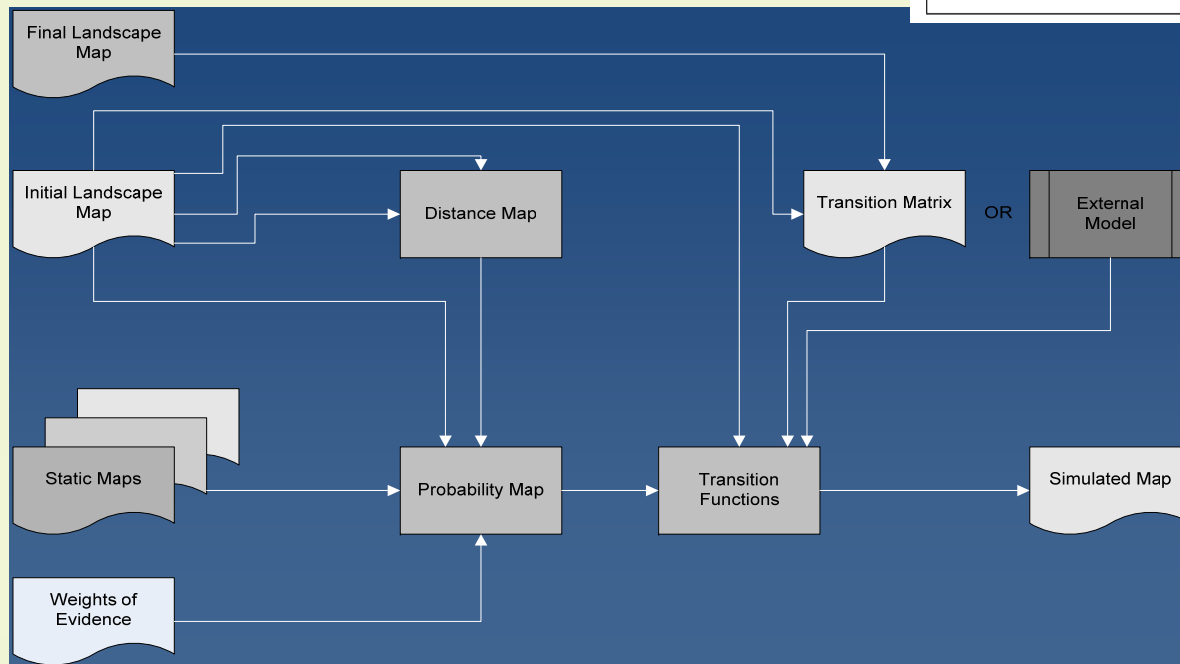 Final Landscape
Map
Initial Landscape
Map
Distance Map
Transition Matrix
OR
External
Model
Static Maps
Probability Map
Transition
Functions
Simulated Map
Weights of
Evidence